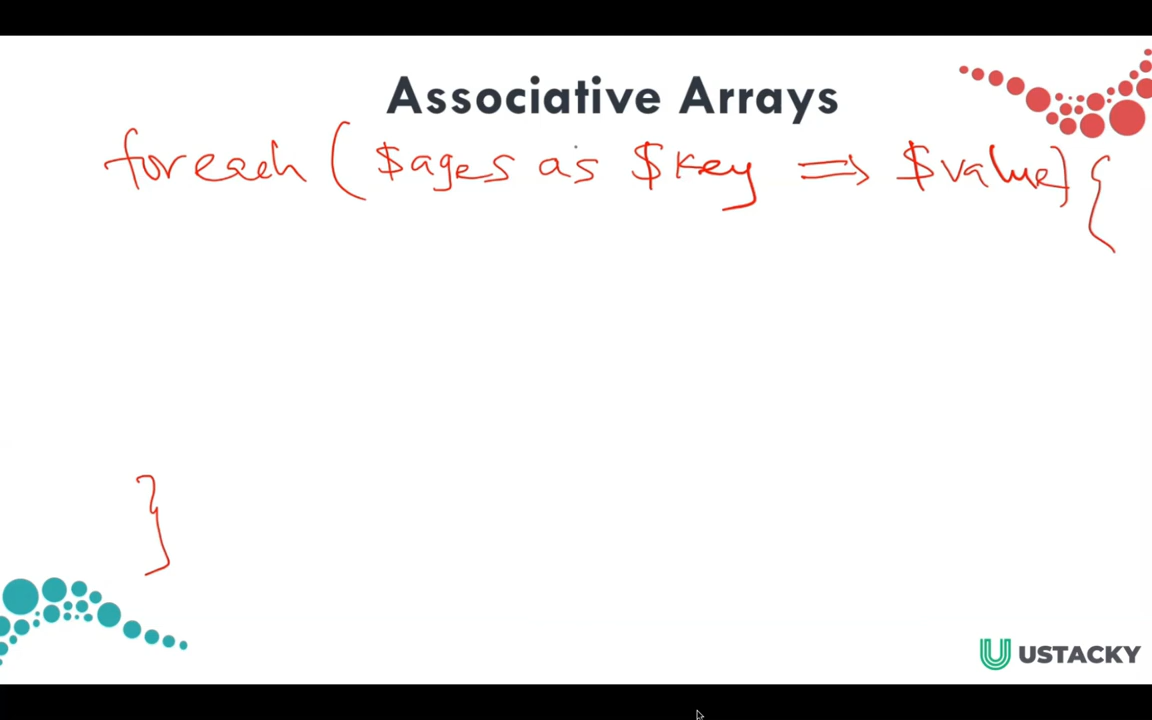 Associative Arrays
foreach ( $ages as $key => $value) {
}
USTACKY